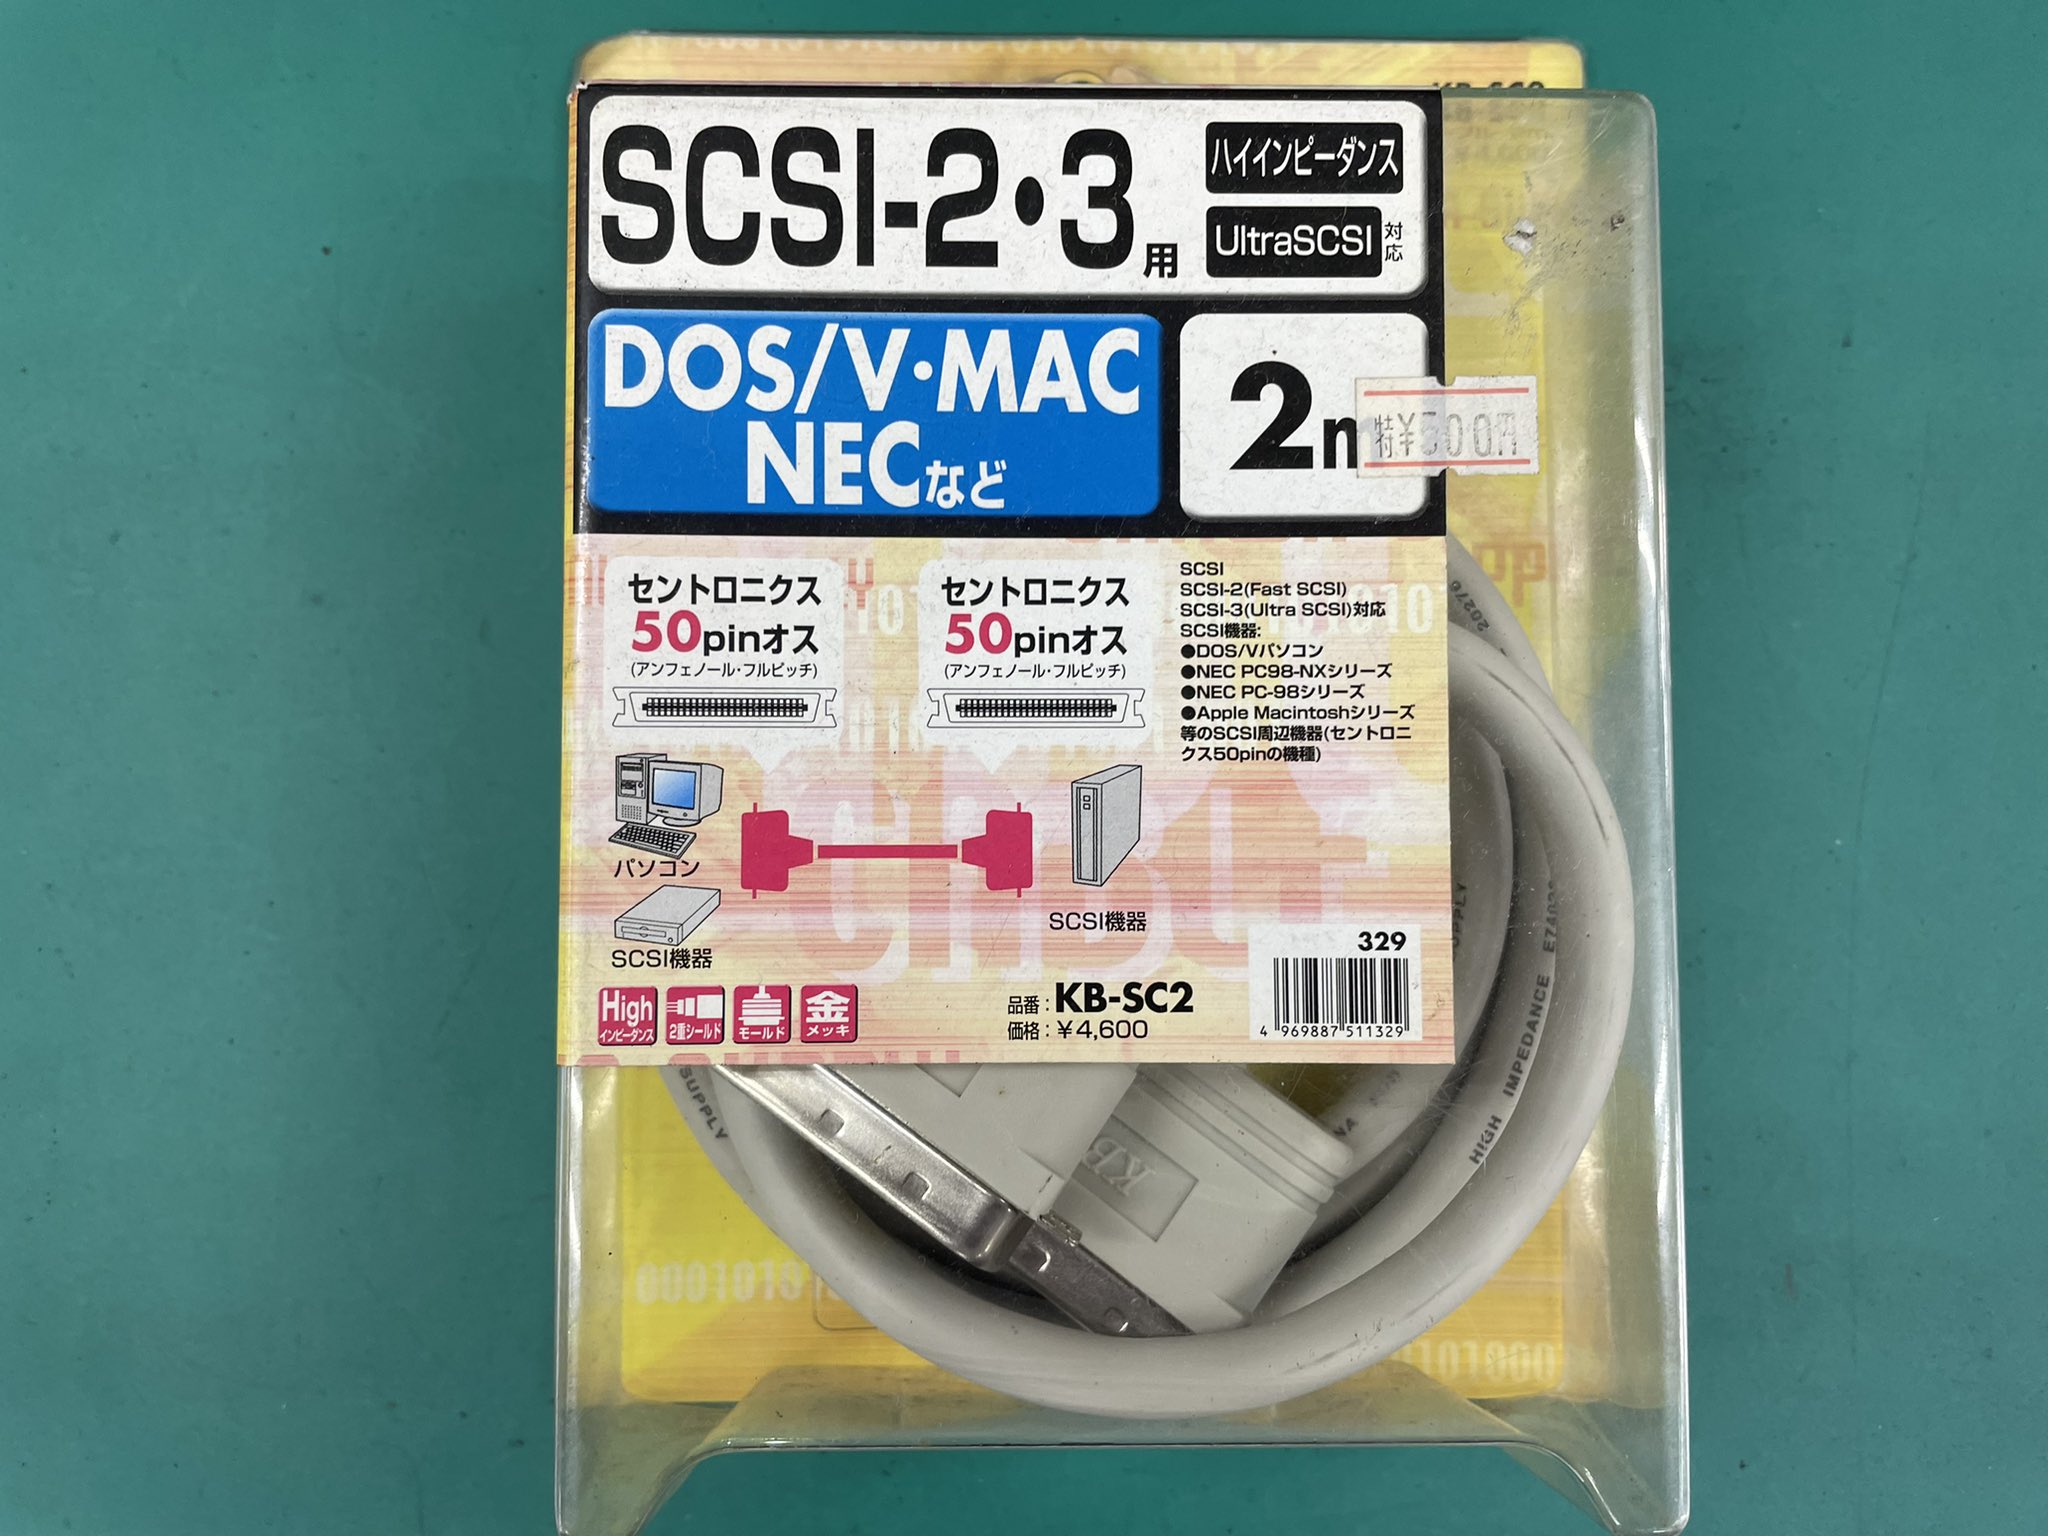 SCSI-2・3用
ハイインピーダンス
UltraSCSI対応
DOS/V・MAC
NECなど
2m
¥500円
セントロニクス
50pinオス
(アンフェノール・フルピッチ)
セントロニクス
50pinオス
(アンフェノール・フルピッチ)
SCSI
SCSI-2(Fast SCSI)
SCSI-3(Ultra SCSI)対応
SCSI機器:
●DOS/Vパソコン
●NEC PC98-NXシリーズ
●NEC PC-98シリーズ
●Apple Macintoshシリーズ
等のSCSI周辺機器(セントロニ
クス50pinの機種)
パソコン
SCSI機器
SCSI機器
High
インピーダンス
2重シールド
モールド
金
メッキ
品番:KB-SC2
価格:¥4,600
329
4 969887 511329
CABLE
SUPPLY
HIGH IMPEDANCE
KB